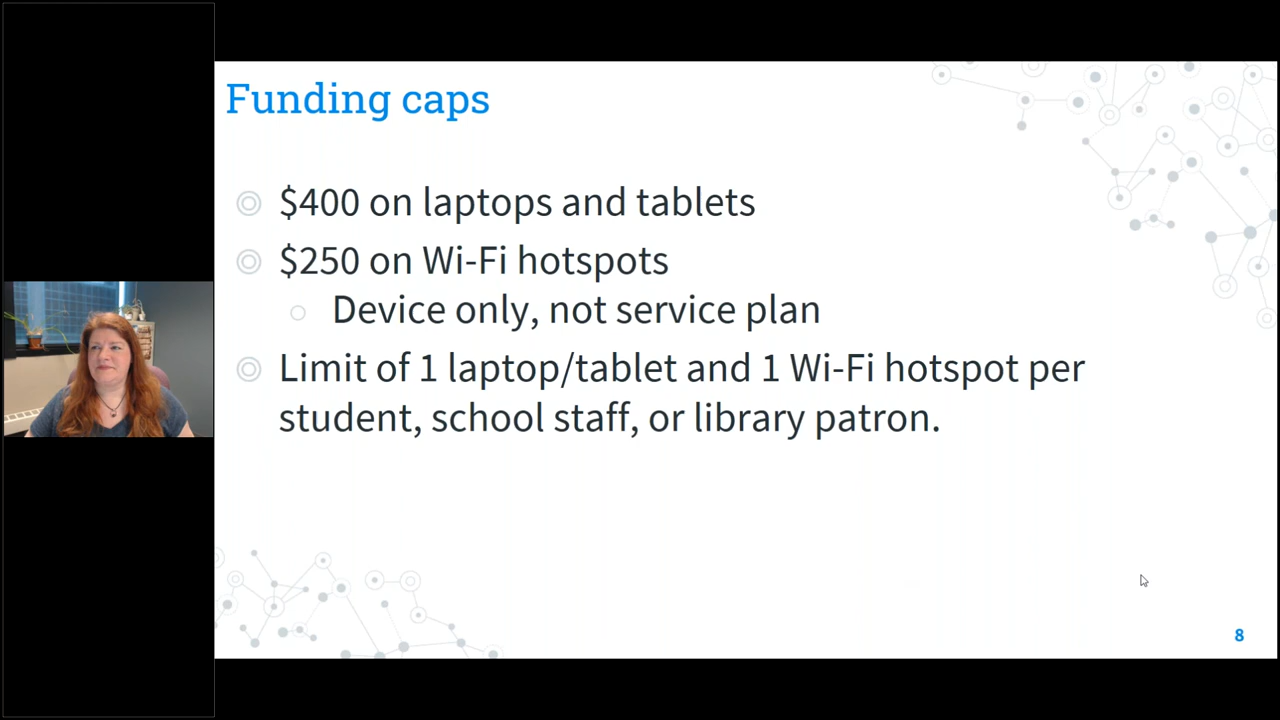 Funding caps
$400 on laptops and tablets
$250 on Wi-Fi hotspots
Device only, not service plan
Limit of 1 laptop/tablet and 1 Wi-Fi hotspot per
student, school staff, or library patron.
8